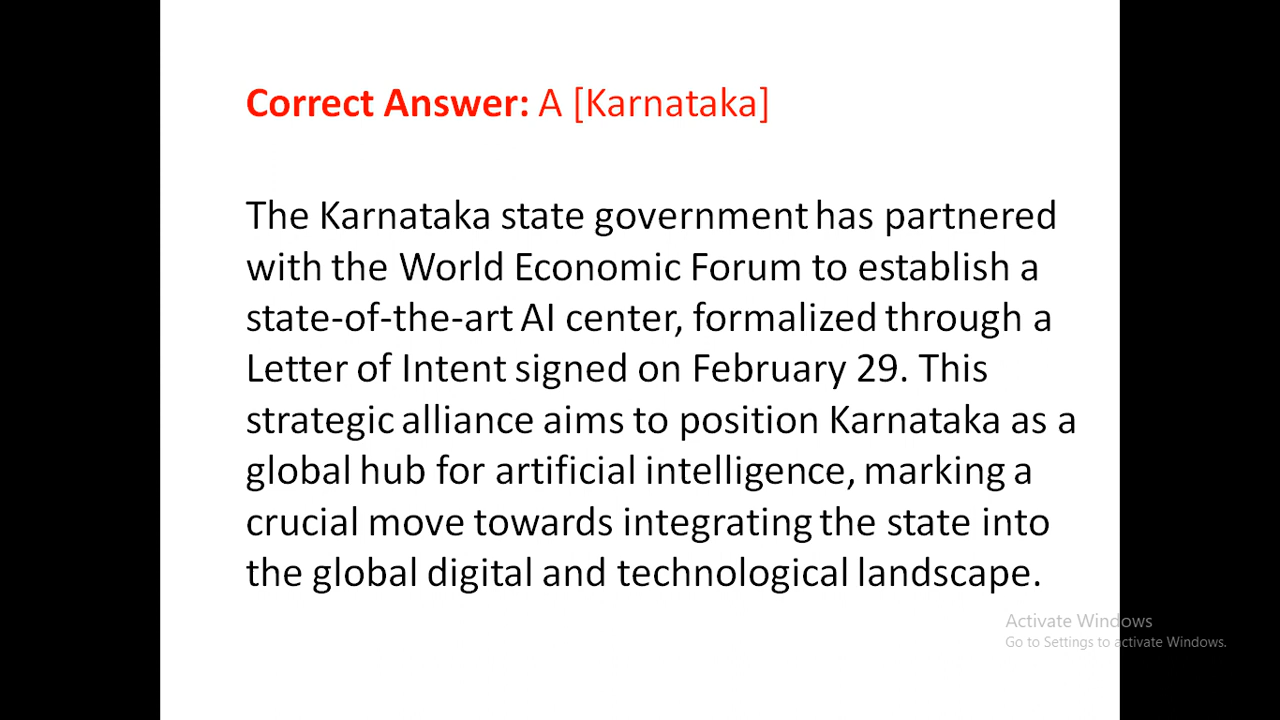 Correct Answer: A [Karnataka]
The Karnataka state government has partnered
with the World Economic Forum to establish a
state-of-the-art AI center, formalized through a
Letter of Intent signed on February 29. This
strategic alliance aims to position Karnataka as a
global hub for artificial intelligence, marking a
crucial move towards integrating the state into
the global digital and technological landscape.
Activate Windows
Go to Settings to activate Windows.